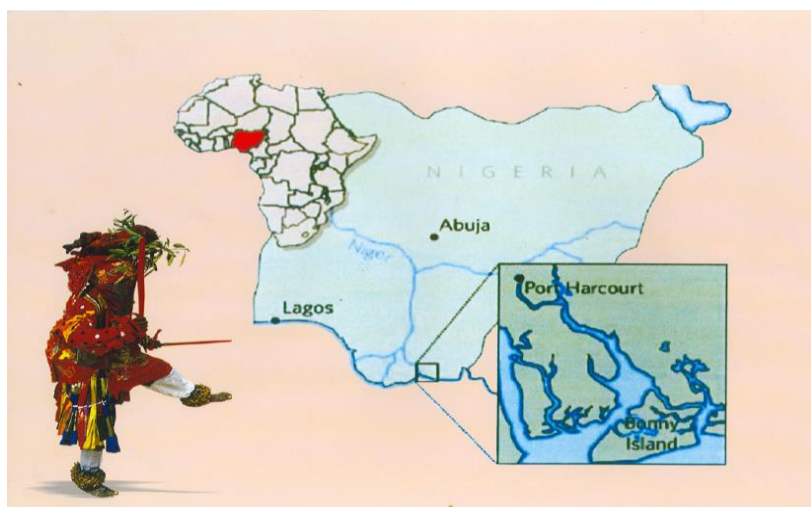 NIGERIA
Abuja
Niger
Lagos
Port Harcourt
Bonny
Island